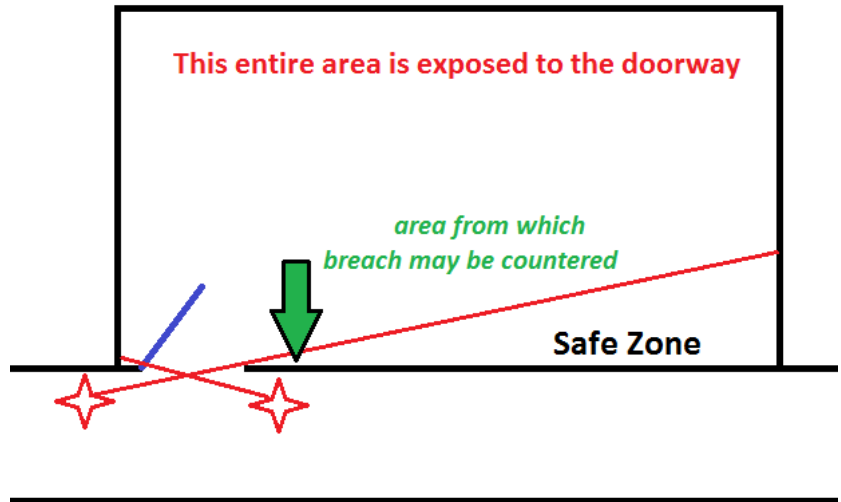 This entire area is exposed to the doorway
area from which
breach may be countered
Safe Zone